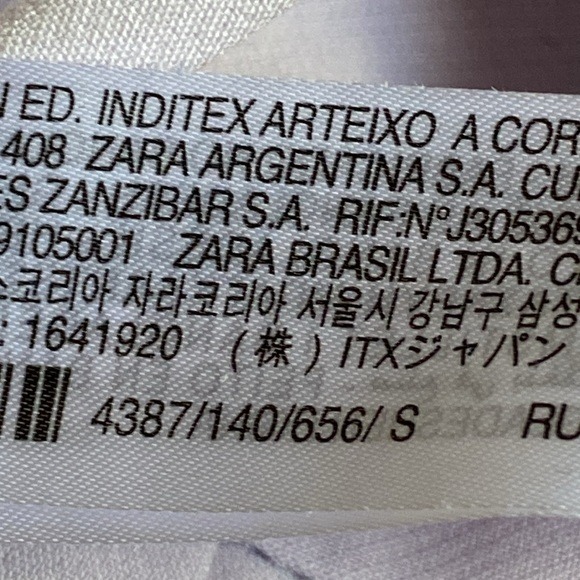 N ED. INDITEX ARTEIXO A COR
408 ZARA ARGENTINA S.A. CU
ES ZANZIBAR S.A. RIF:NºJ305369
9105001 ZARA BRASIL LTDA. C
스코리아 자라코리아 서울시 강남구 삼성
: 1641920 (株) ITXジャパン
4387/140/656/ S RU